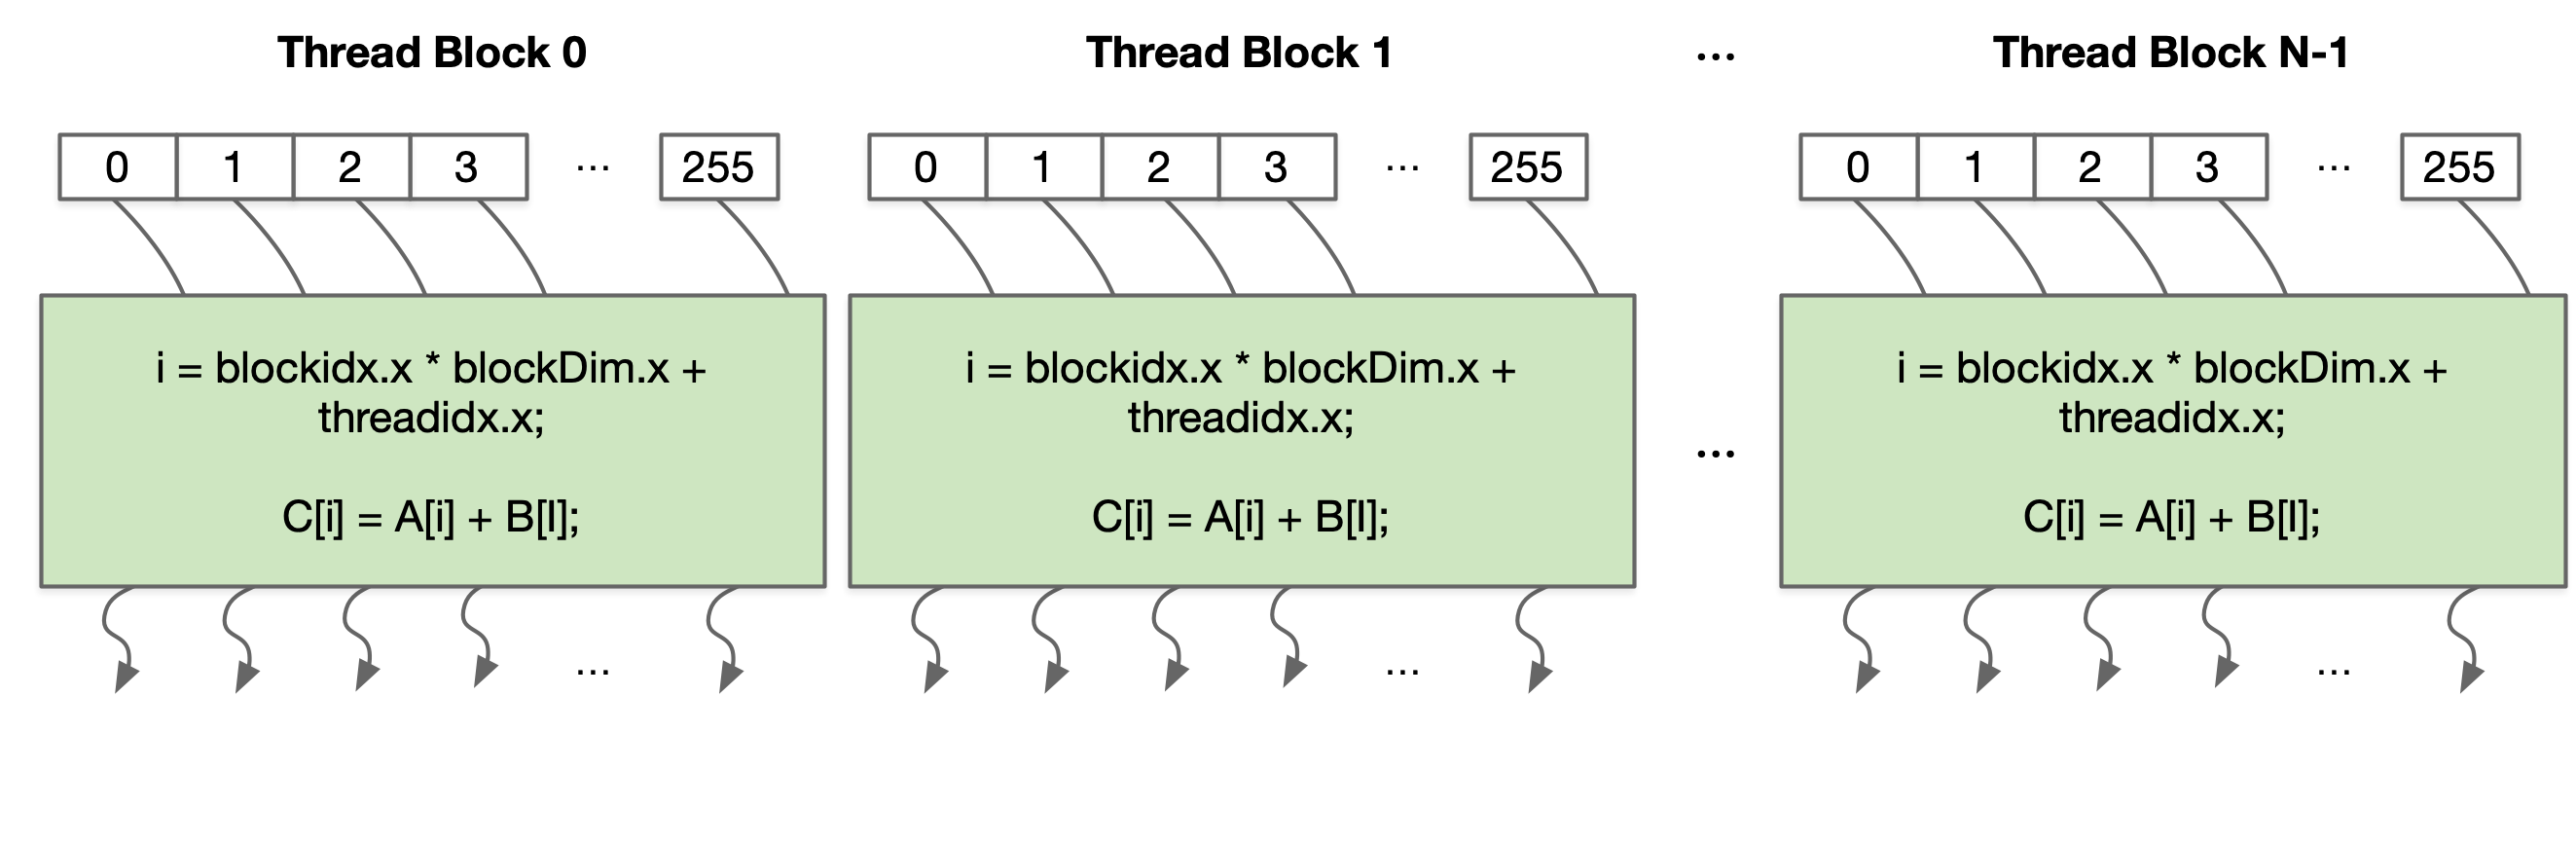 Thread Block 0
Thread Block 1
...
Thread Block N-1
0 1 2 3 ... 255
0 1 2 3 ... 255
0 1 2 3 ... 255
i = blockidx.x * blockDim.x +
threadidx.x;
C[i] = A[i] + B[I];
i = blockidx.x * blockDim.x +
threadidx.x;
C[i] = A[i] + B[I];
...
i = blockidx.x * blockDim.x +
threadidx.x;
C[i] = A[i] + B[I];
...
...
...